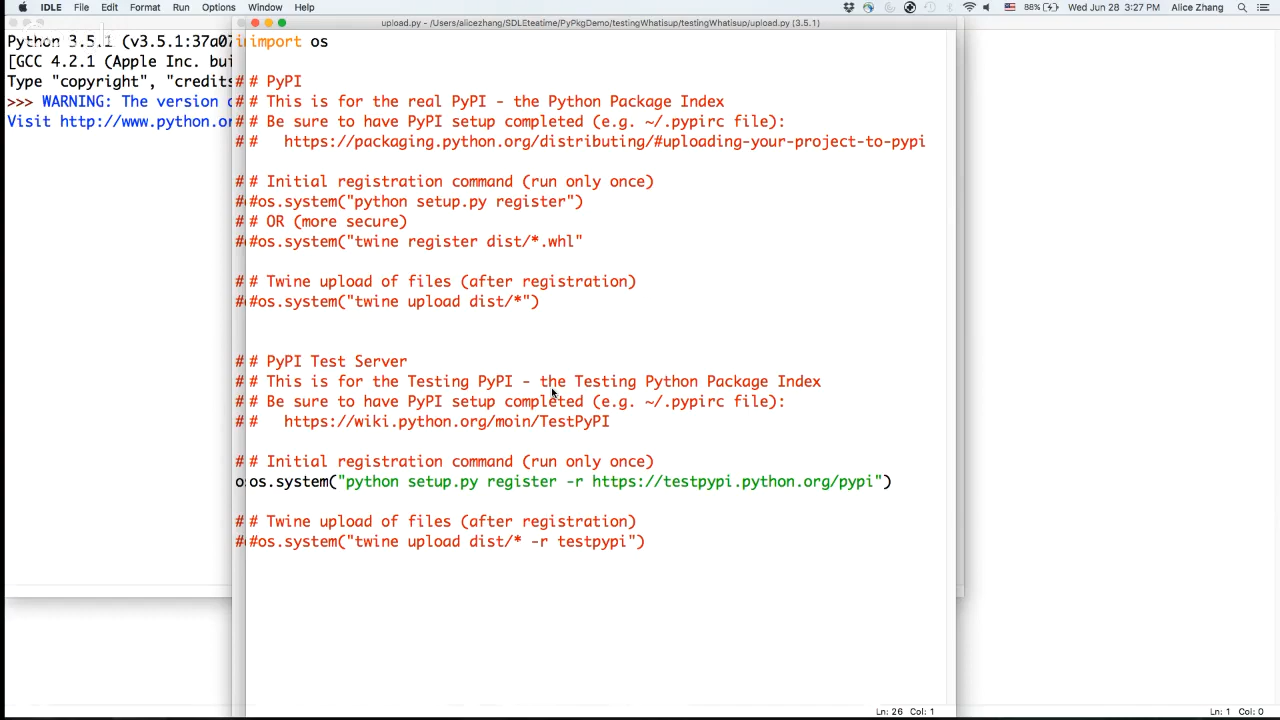 IDLE File Edit Format Run Options Window Help 88% Wed Jun 28 3:27 PM Alice Zhang
upload.py - /Users/alicezhang/SDLEteatime/PyPkgDemo/testingWhatisup/testingWhatisup/upload.py (3.5.1)
Python 3.5.1 (v3.5.1:37a07
[GCC 4.2.1 (Apple Inc. bui
Type "copyright", "credits
>>> WARNING: The version o
Visit http://www.python.or
import os
## PyPI
## This is for the real PyPI - the Python Package Index
## Be sure to have PyPI setup completed (e.g. ~/.pypirc file):
## https://packaging.python.org/distributing/#uploading-your-project-to-pypi
## Initial registration command (run only once)
##os.system("python setup.py register")
## OR (more secure)
##os.system("twine register dist/*.whl"
## Twine upload of files (after registration)
##os.system("twine upload dist/*")
## PyPI Test Server
## This is for the Testing PyPI - the Testing Python Package Index
## Be sure to have PyPI setup completed (e.g. ~/.pypirc file):
## https://wiki.python.org/moin/TestPyPI
## Initial registration command (run only once)
os.system("python setup.py register -r https://testpypi.python.org/pypi")
## Twine upload of files (after registration)
##os.system("twine upload dist/* -r testpypi")
Ln: 26 Col: 1
Ln: 1 Col: 0